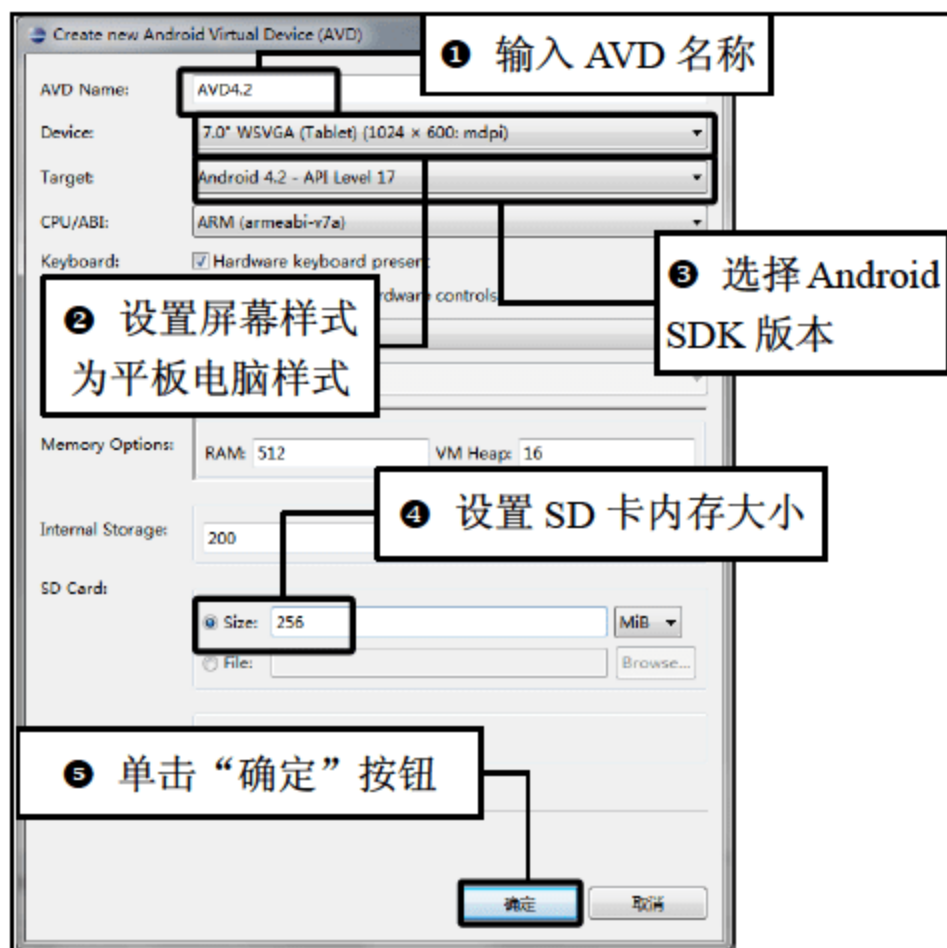 Create new Android Virtual Device (AVD)
❶ 输入 AVD 名称
AVD Name: AVD4.2
Device: 7.0" WSVGA (Tablet) (1024 × 600: mdpi)
Target: Android 4.2 - API Level 17
CPU/ABI: ARM (armeabi-v7a)
Keyboard: Hardware keyboard present
❸ 选择 Android
SDK 版本
rdware controls
❷ 设置屏幕样式
为平板电脑样式
Memory Options: RAM: 512 VM Heap: 16
❹ 设置 SD 卡内存大小
Internal Storage: 200
SD Card:
Size: 256 MiB
File: Browse...
❺ 单击“确定”按钮
确定 取消